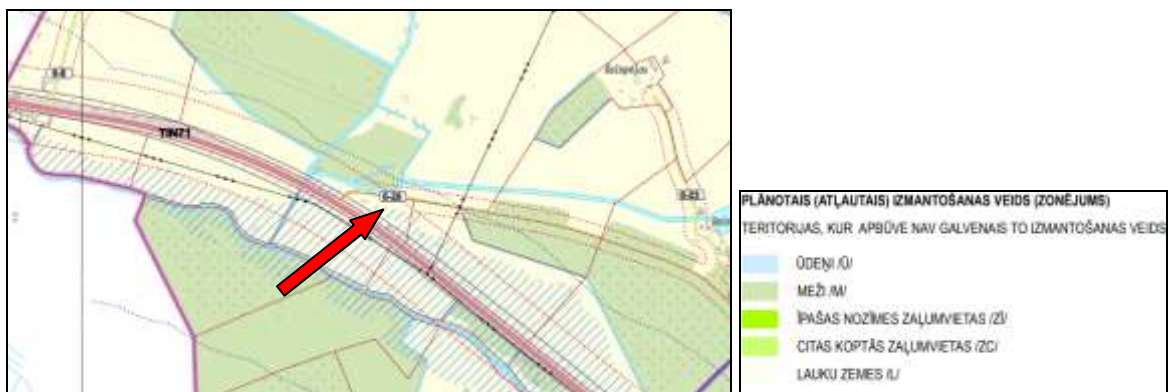 TIN71
PLĀNOTAIS (ATĻAUTAIS) IZMANTOŠANAS VEIDS (ZONĒJUMS)
TERITORIJAS, KUR APBŪVE NAV GALVENAIS TO IZMANTOŠANAS VEIDS
ŪDEŅI /Ū/
MEŽI /M/
ĪPAŠAS NOZĪMES ZAĻUMVIETAS /ZĪ/
CITAS KOPTĀS ZAĻUMVIETAS /ZC/
LAUKU ZEMES /L/